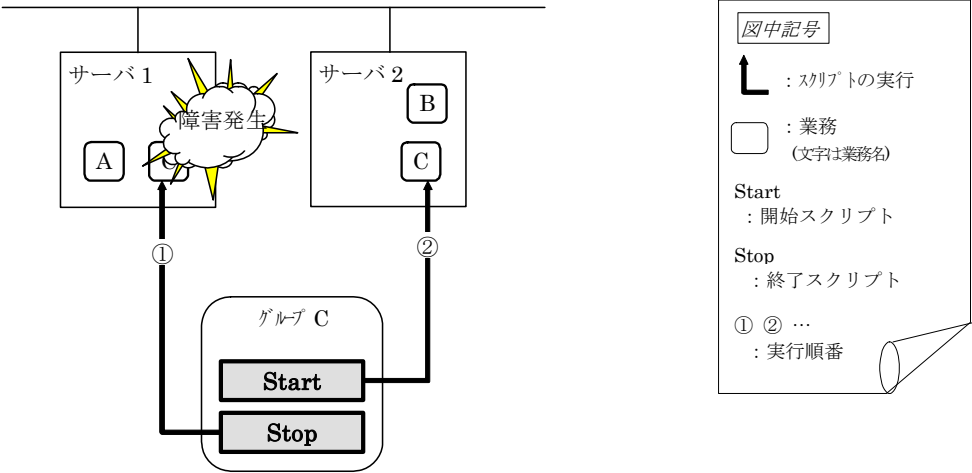 サーバ 1
障害発生
A
サーバ 2
B
C
①
②
グループ C
Start
Stop
図中記号
：スクリプトの実行
：業務
(文字は業務名)
Start
：開始スクリプト
Stop
：終了スクリプト
① ② …
：実行順番